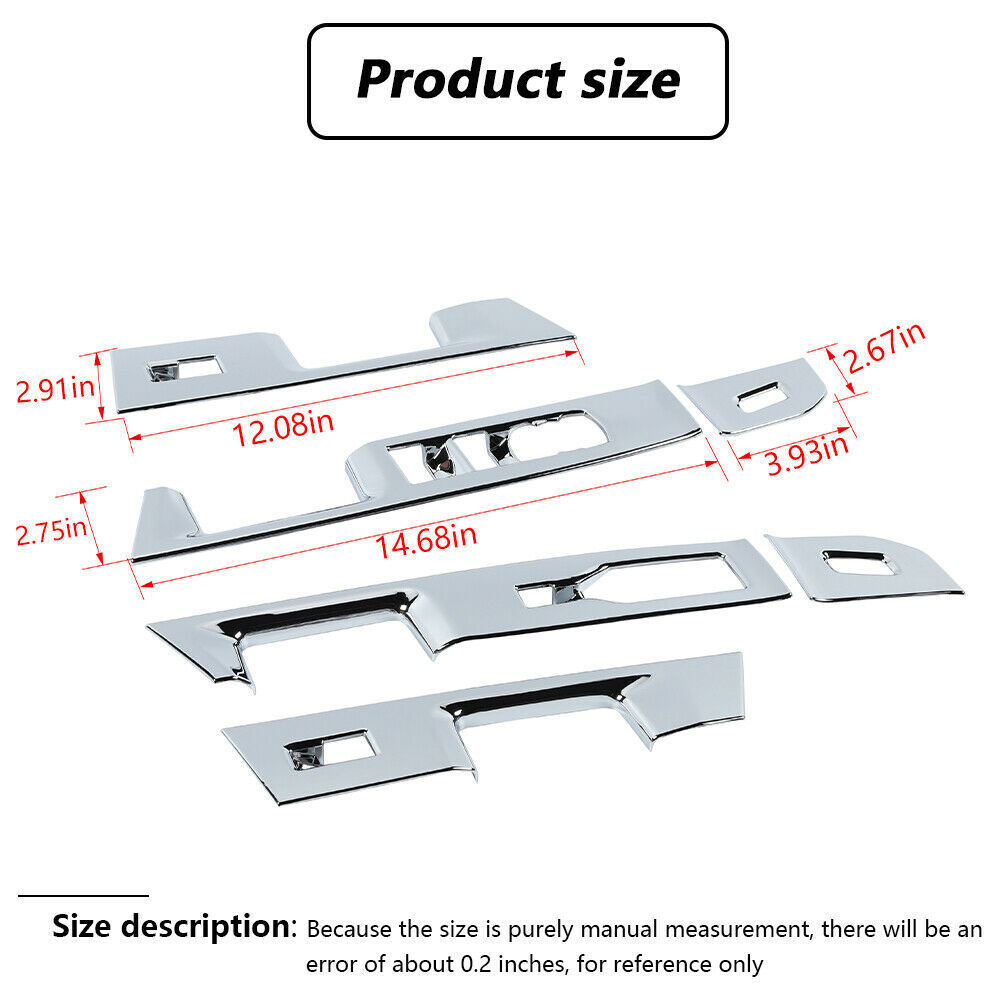 Product size
2.91in
12.08in
2.67in
3.93in
2.75in
14.68in
Size description: Because the size is purely manual measurement, there will be an
error of about 0.2 inches, for reference only